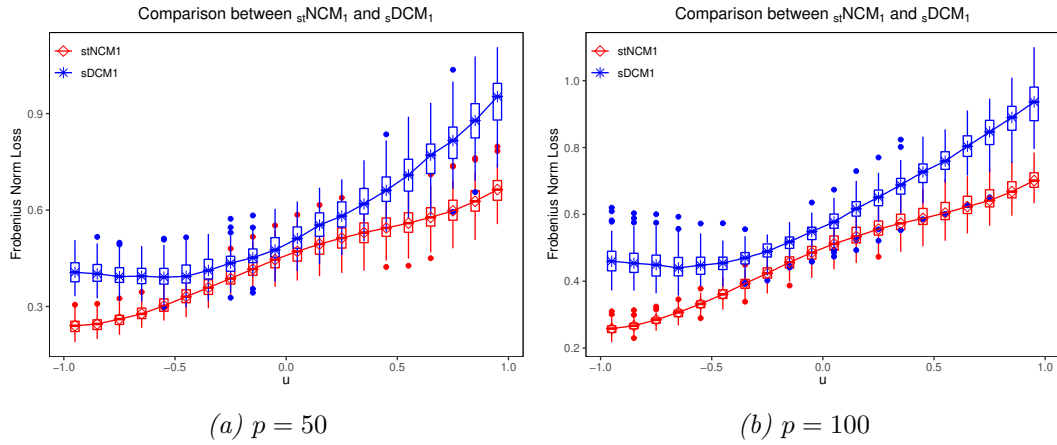 Comparison between stNCM1 and sDCM1
stNCM1
sDCM1
Frobenius Norm Loss
0.9
0.6
0.3
−1.0 −0.5 0.0 0.5 1.0
u
(a) p = 50
Comparison between stNCM1 and sDCM1
stNCM1
sDCM1
Frobenius Norm Loss
1.0
0.8
0.6
0.4
0.2
−1.0 −0.5 0.0 0.5 1.0
u
(b) p = 100